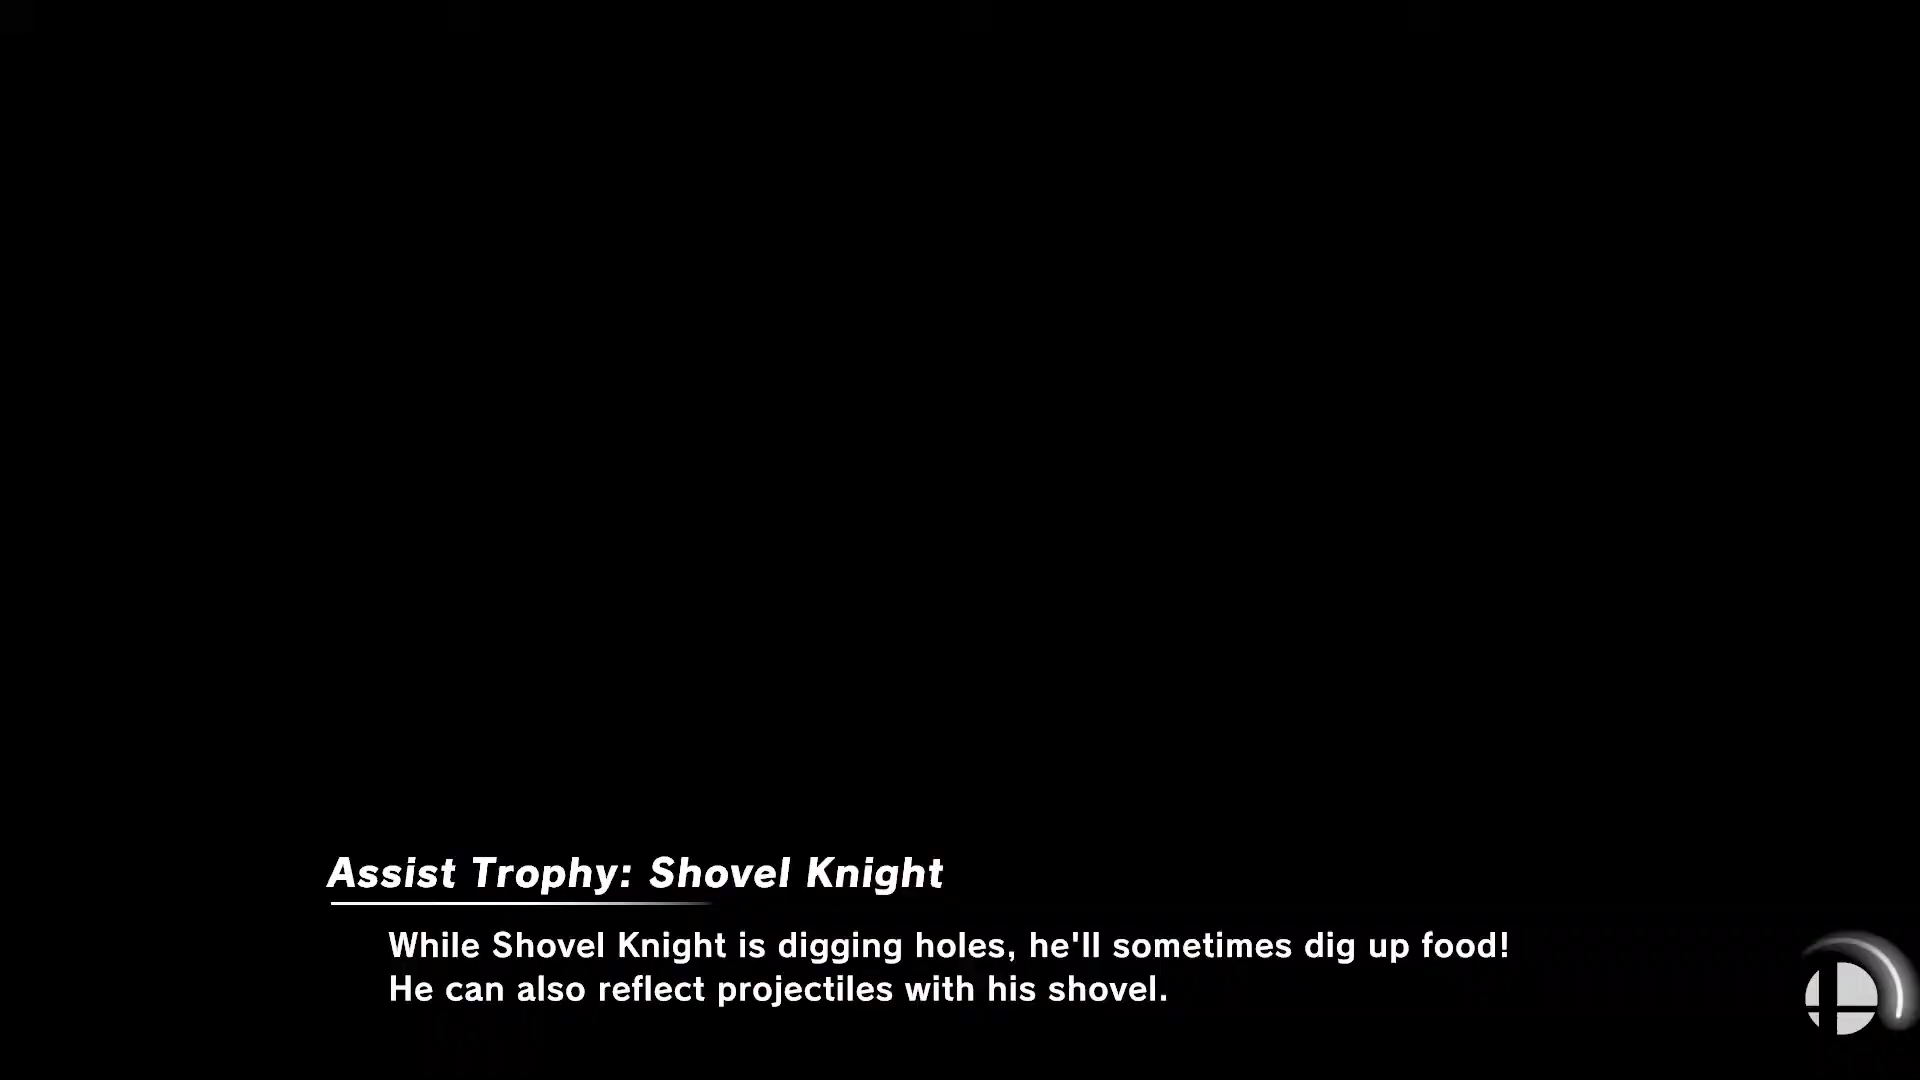 Assist Trophy: Shovel Knight
While Shovel Knight is digging holes, he'll sometimes dig up food!
He can also reflect projectiles with his shovel.